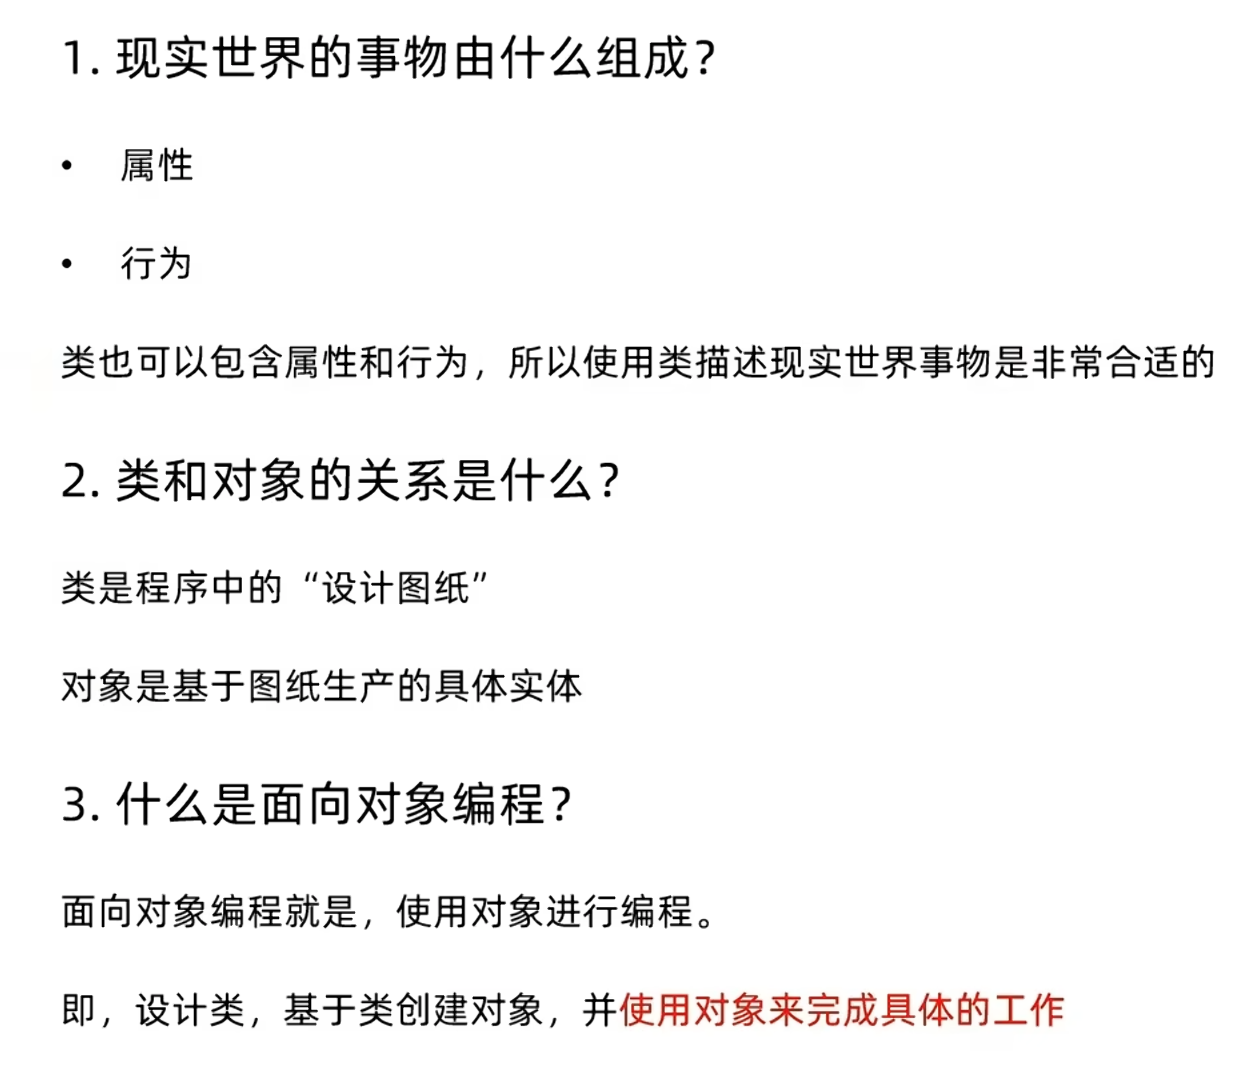 1. 现实世界的事物由什么组成？
• 属性
• 行为
类也可以包含属性和行为，所以使用类描述现实世界事物是非常合适的
2. 类和对象的关系是什么？
类是程序中的“设计图纸”
对象是基于图纸生产的具体实体
3. 什么是面向对象编程？
面向对象编程就是，使用对象进行编程。
即，设计类，基于类创建对象，并使用对象来完成具体的工作